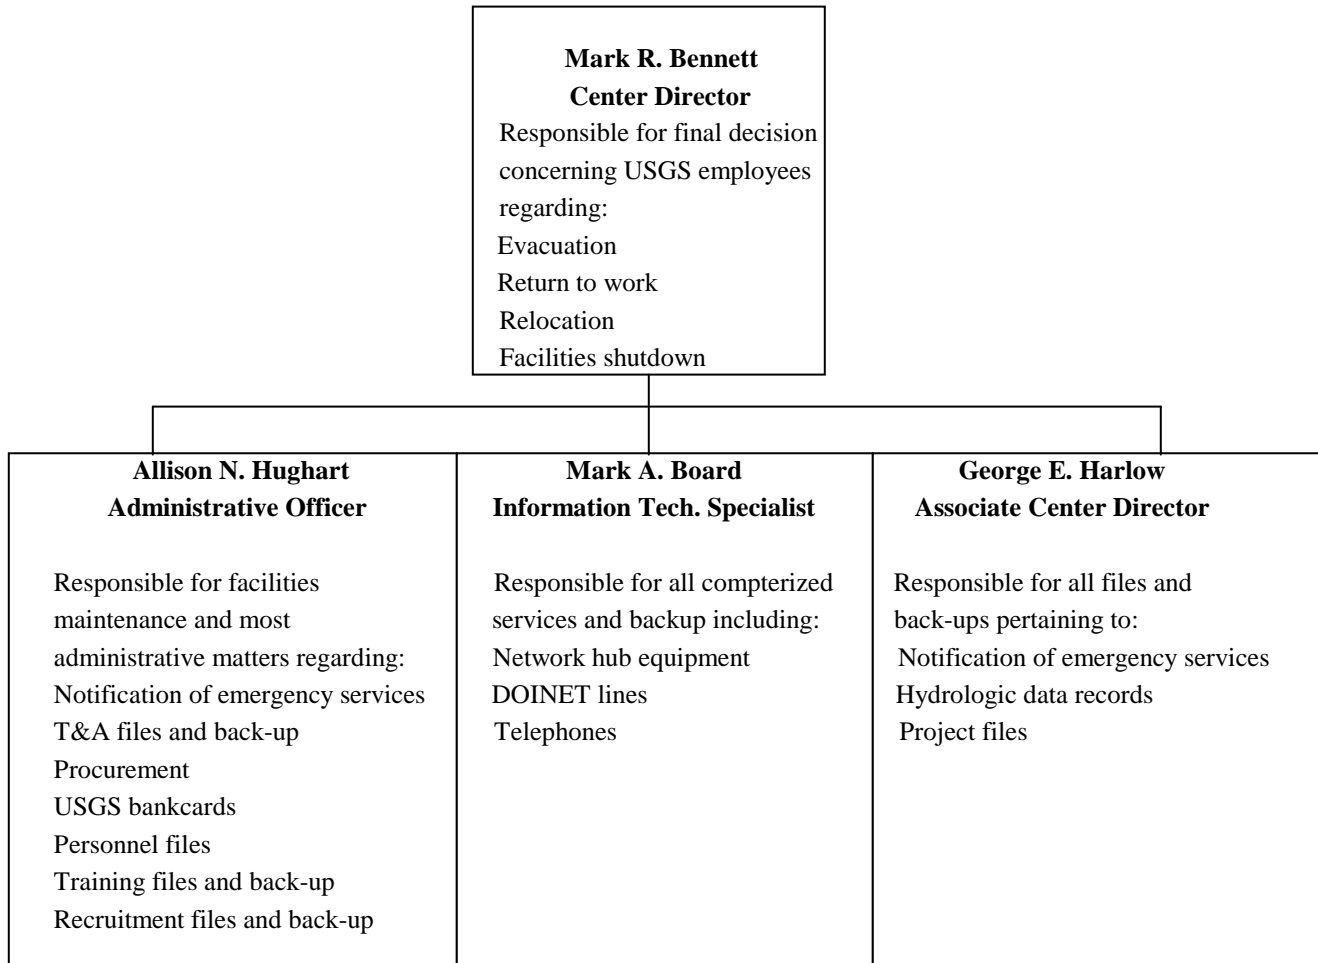 Mark R. Bennett
Center Director
Responsible for final decision
concerning USGS employees
regarding:
Evacuation
Return to work
Relocation
Facilities shutdown
Allison N. Hughart
Administrative Officer
Responsible for facilities
maintenance and most
administrative matters regarding:
Notification of emergency services
T&A files and back-up
Procurement
USGS bankcards
Personnel files
Training files and back-up
Recruitment files and back-up
Mark A. Board
Information Tech. Specialist
Responsible for all compterized
services and backup including:
Network hub equipment
DOINET lines
Telephones
George E. Harlow
Associate Center Director
Responsible for all files and
back-ups pertaining to:
Notification of emergency services
Hydrologic data records
Project files